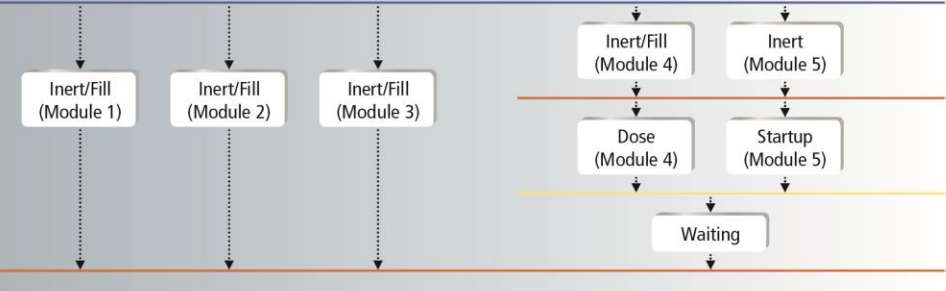 Inert/Fill
(Module 4)
Inert
(Module 5)
Inert/Fill
(Module 1)
Inert/Fill
(Module 2)
Inert/Fill
(Module 3)
Dose
(Module 4)
Startup
(Module 5)
Waiting